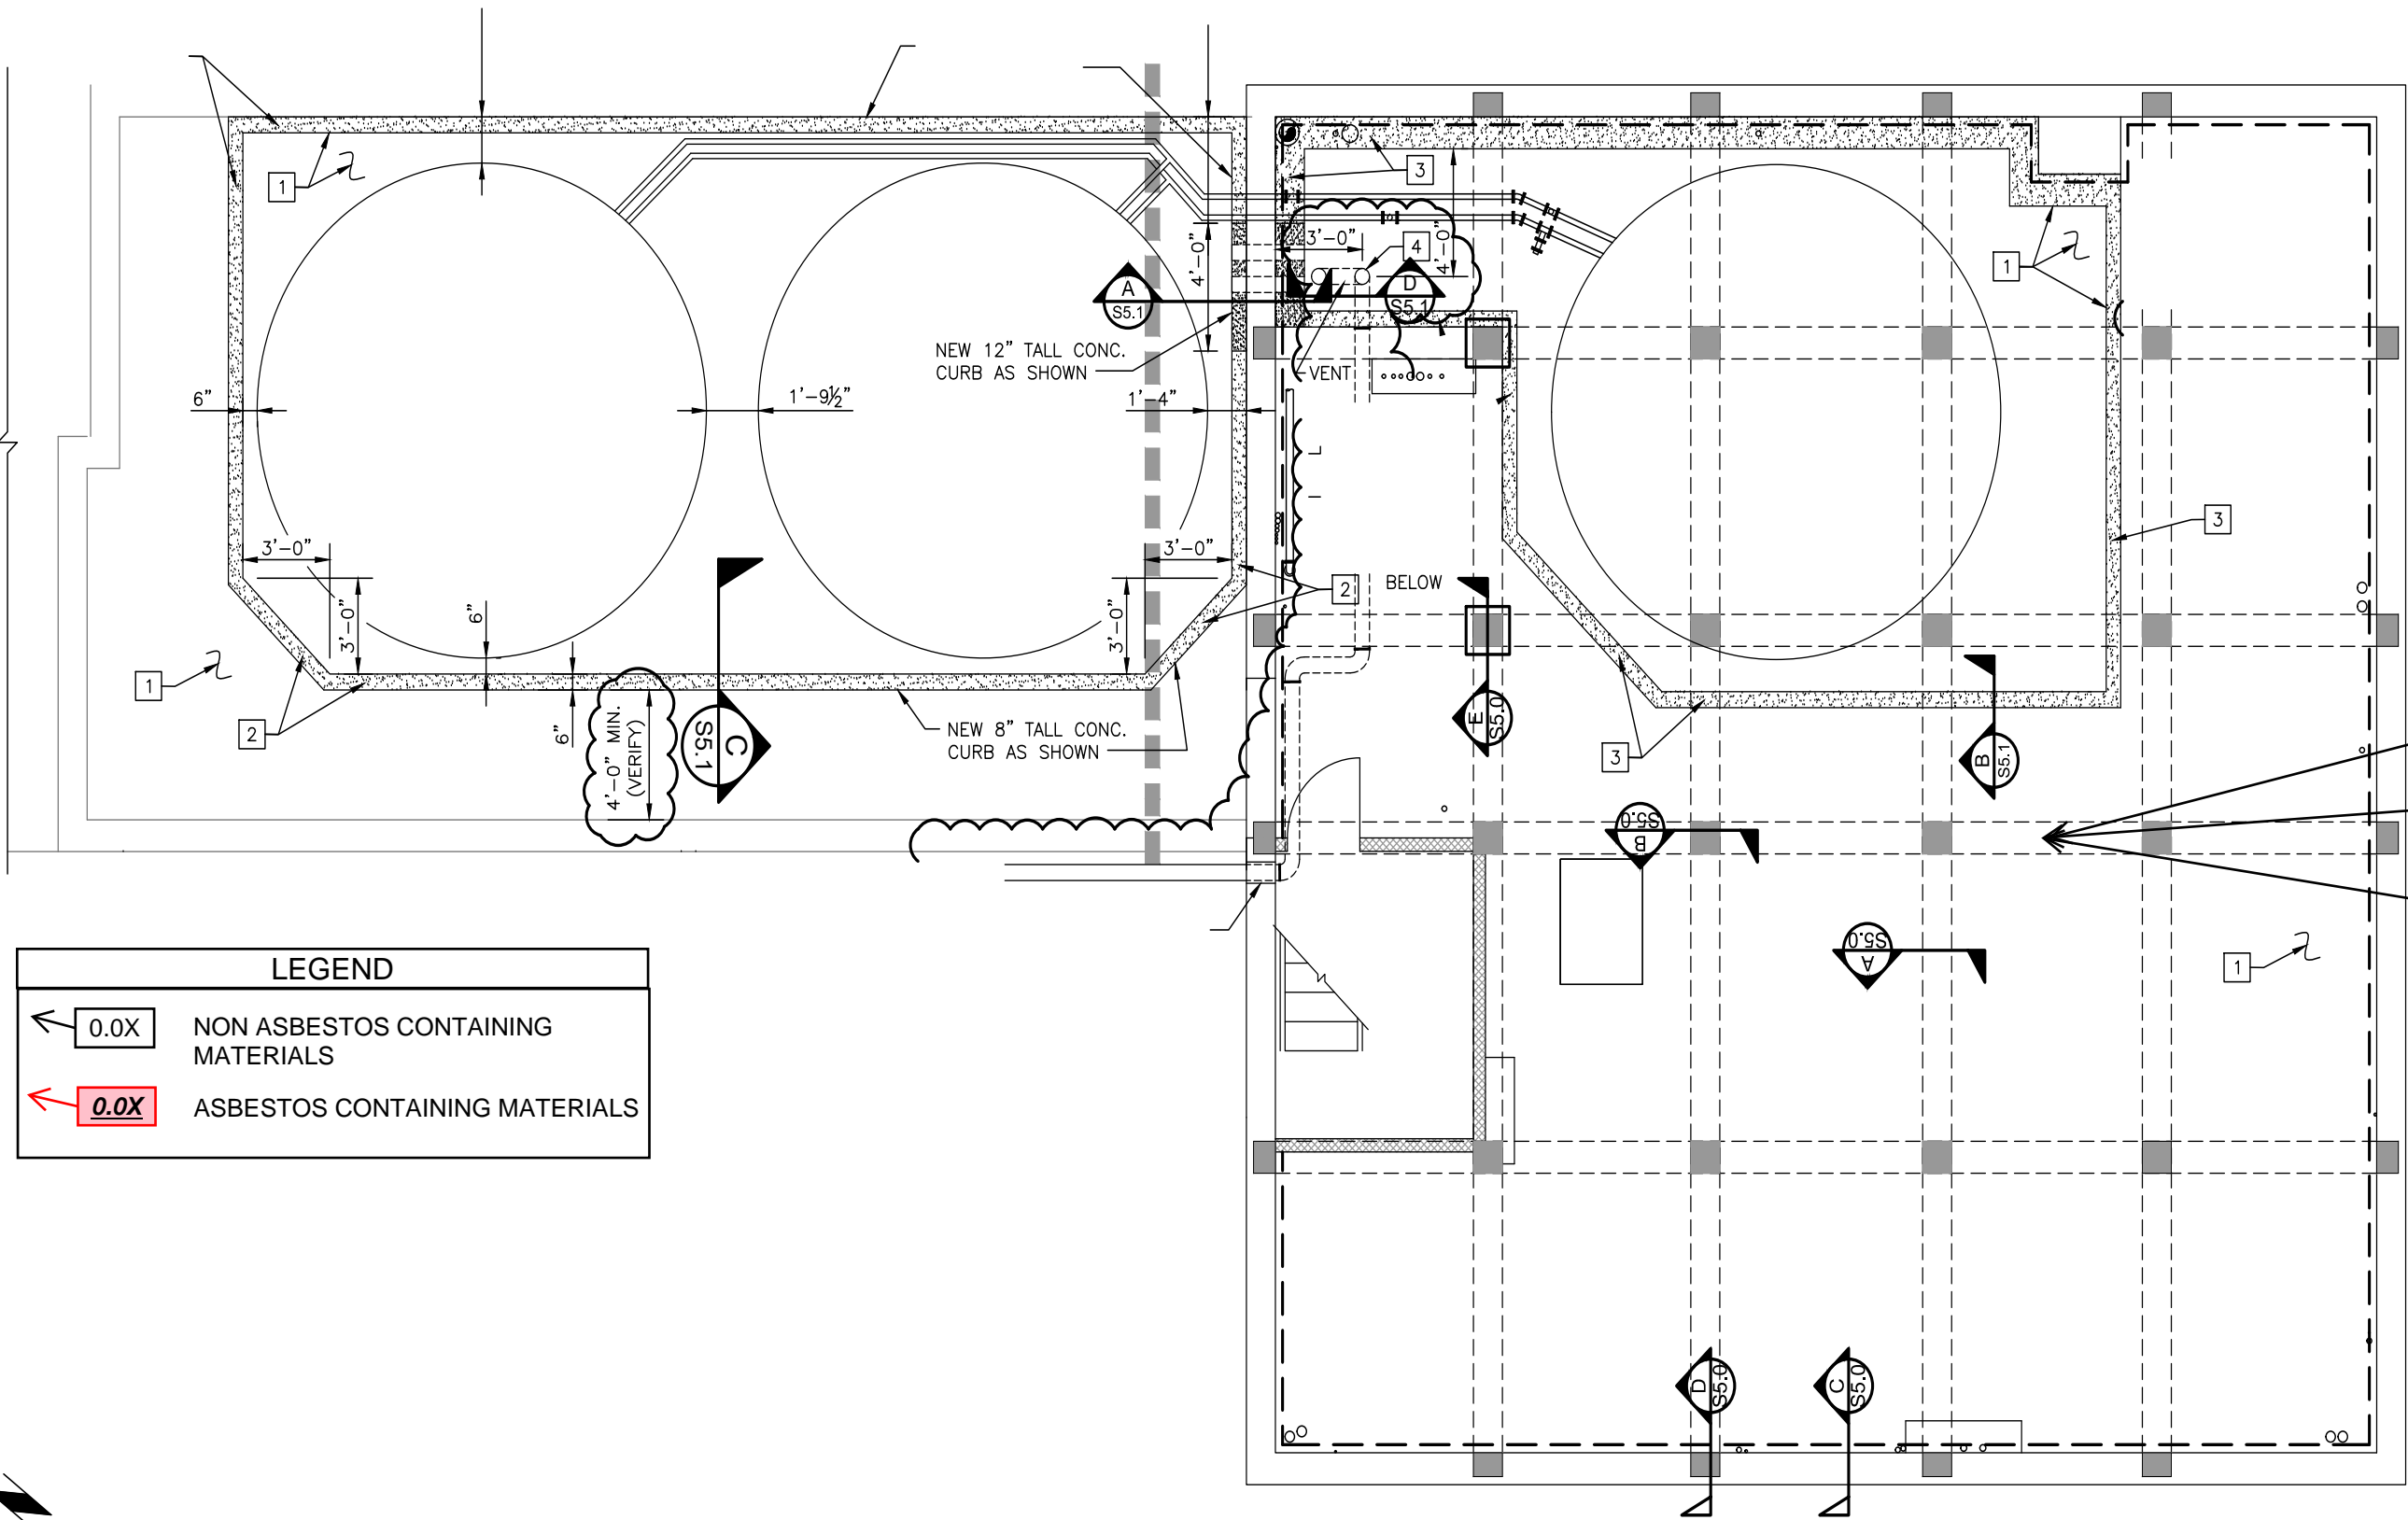 1
3
3'-0"
4
4'-0"
4'-0"
1
A
S5.1
D
S5.1
NEW 12" TALL CONC.
CURB AS SHOWN
VENT
6"
1'-9½"
1'-4"
3
3'-0"
3'-0"
2
BELOW
3'-0"
6"
3'-0"
1
2
6"
4'-0" MIN.
(VERIFY)
C
S5.1
NEW 8" TALL CONC.
CURB AS SHOWN
E
S5.0
3
B
S5.1
B
S5.0
A
S5.0
1
LEGEND
0.0X
NON ASBESTOS CONTAINING
MATERIALS
0.0X
ASBESTOS CONTAINING MATERIALS
D
S5.0
C
S5.0